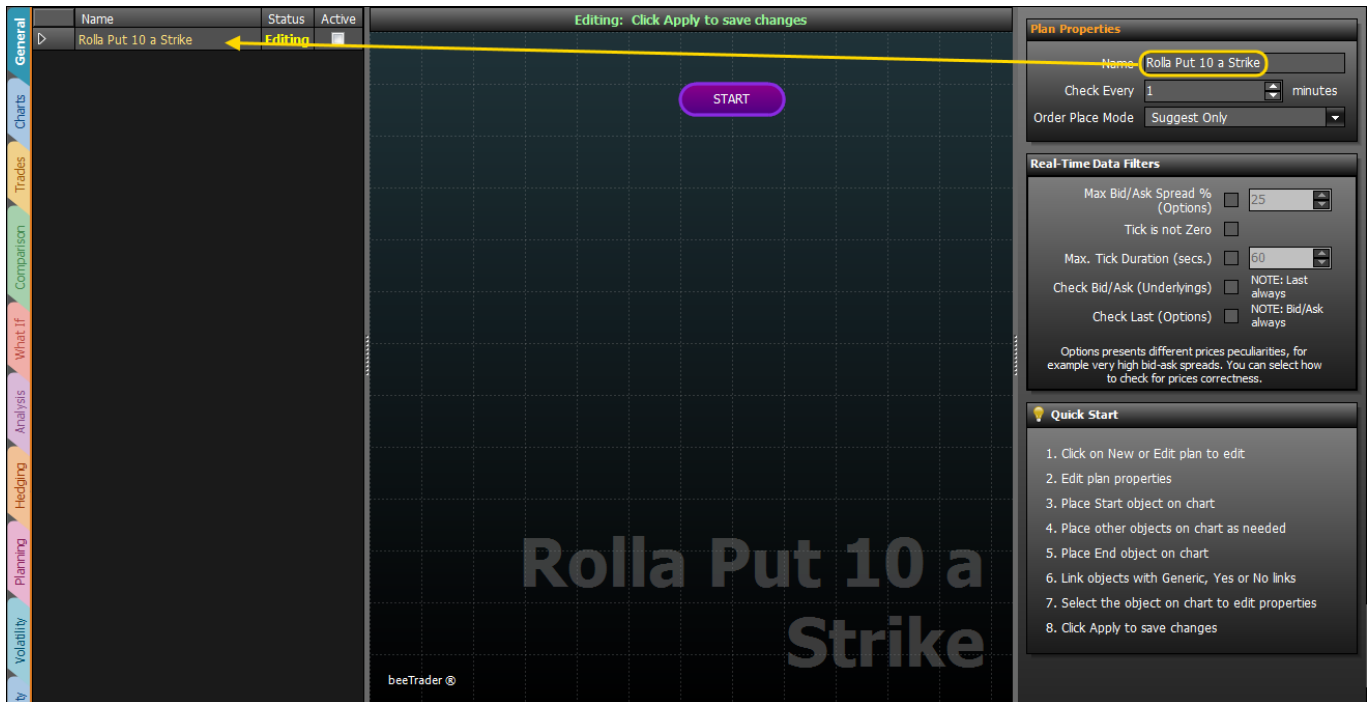 General
Charts
Trades
Comparison
What If
Analysis
Hedging
Planning
Volatility
ty
Name Status Active
Rolla Put 10 a Strike Editing
Editing: Click Apply to save changes
START
Rolla Put 10 a
Strike
beeTrader ®
Plan Properties
Name Rolla Put 10 a Strike
Check Every 1 minutes
Order Place Mode Suggest Only
Real-Time Data Filters
Max Bid/Ask Spread % 25
(Options)
Tick is not Zero
Max. Tick Duration (secs.) 60
Check Bid/Ask (Underlyings) NOTE: Last
always
Check Last (Options) NOTE: Bid/Ask
always
Options presents different prices peculiarities, for
example very high bid-ask spreads. You can select how
to check for prices correctness.
Quick Start
1. Click on New or Edit plan to edit
2. Edit plan properties
3. Place Start object on chart
4. Place other objects on chart as needed
5. Place End object on chart
6. Link objects with Generic, Yes or No links
7. Select the object on chart to edit properties
8. Click Apply to save changes